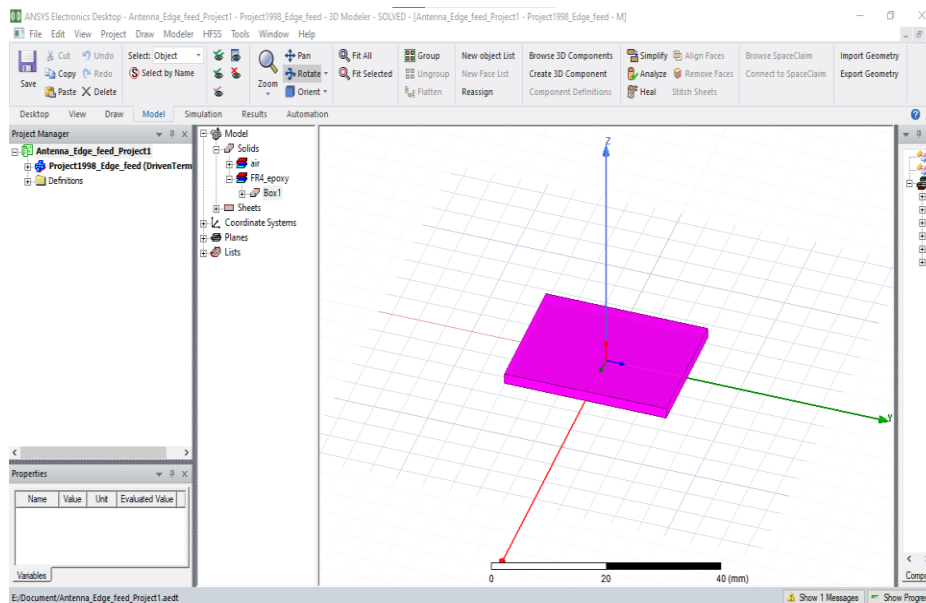 ANSYS Electronics Desktop - Antenna_Edge_feed_Project1 - Project1998_Edge_feed - 3D Modeler - SOLVED - [Antenna_Edge_feed_Project1 - Project1998_Edge_feed - M]
File Edit View Project Draw Modeler HFSS Tools Window Help
Save
Cut Undo
Copy Redo
Paste Delete
Select: Object
Select by Name
Zoom
Pan
Rotate
Orient
Fit All
Fit Selected
Group
Ungroup
Flatten
New object List
New Face List
Reassign
Browse 3D Components
Create 3D Component
Component Definitions
Simplify Align Faces
Analyze Remove Faces
Heal Stitch Sheets
Browse SpaceClaim
Connect to SpaceClaim
Import Geometry
Export Geometry
Desktop View Draw Model Simulation Results Automation
Project Manager
Antenna_Edge_feed_Project1
Project1998_Edge_feed (DrivenTerm
Definitions
Model
Solids
air
FR4_epoxy
Box1
Sheets
Coordinate Systems
Planes
Lists
Z
Y
0 20 40 (mm)
Properties
Name Value Unit Evaluated Value
Variables
Compo
E:/Document/Antenna_Edge_feed_Project1.aedt
Show 1 Messages Show Progres